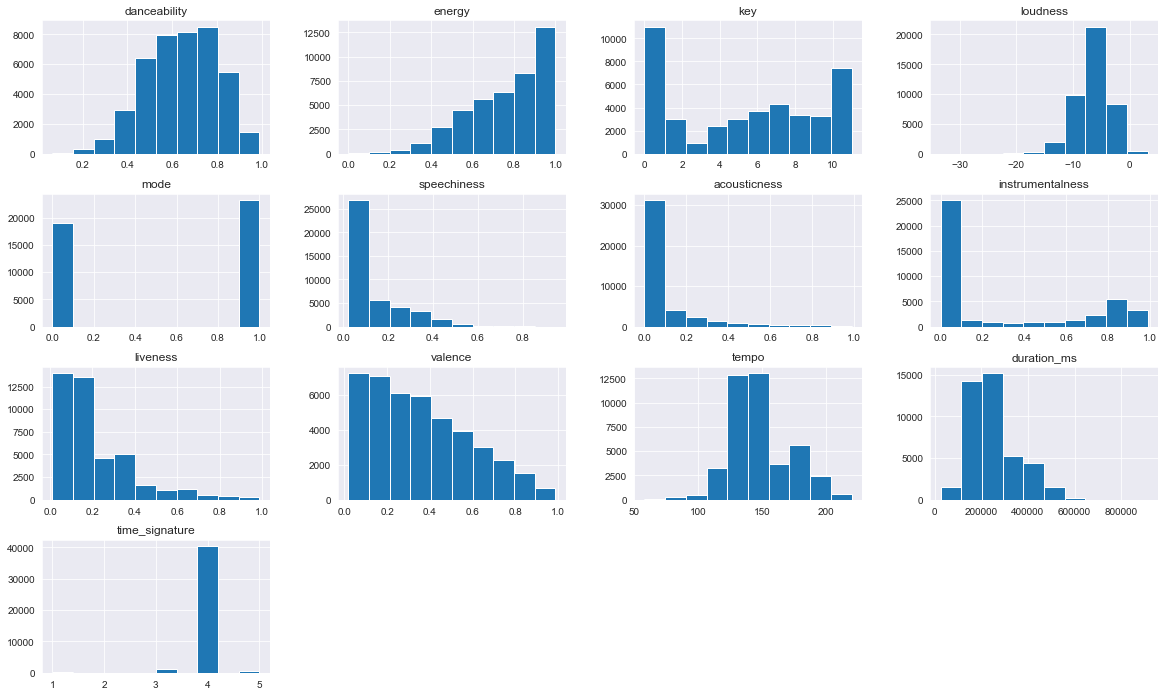 danceability energy key loudness
8000 12500 10000 20000
6000 10000 8000 15000
4000 7500 6000 10000
2000 5000 4000 5000
0 2500 2000 0
0 0
0.2 0.4 0.6 0.8 1.0 0.0 0.2 0.4 0.6 0.8 1.0 0 2 4 6 8 10 −30 −20 −10 0
mode speechiness acousticness instrumentalness
20000 25000 30000 25000
15000 20000 20000 20000
10000 15000 10000 15000
5000 10000 0 10000
0 5000 5000
0 0
0.0 0.2 0.4 0.6 0.8 1.0 0.0 0.2 0.4 0.6 0.8 0.0 0.2 0.4 0.6 0.8 1.0 0.0 0.2 0.4 0.6 0.8 1.0
liveness valence tempo duration_ms
12500 6000 12500 15000
10000 4000 10000 10000
7500 2000 7500 5000
5000 0 5000 0
2500 2500
0 0
0.0 0.2 0.4 0.6 0.8 1.0 0.0 0.2 0.4 0.6 0.8 1.0 50 100 150 200 0 200000 400000 600000 800000
time_signature
40000
30000
20000
10000
0
1 2 3 4 5